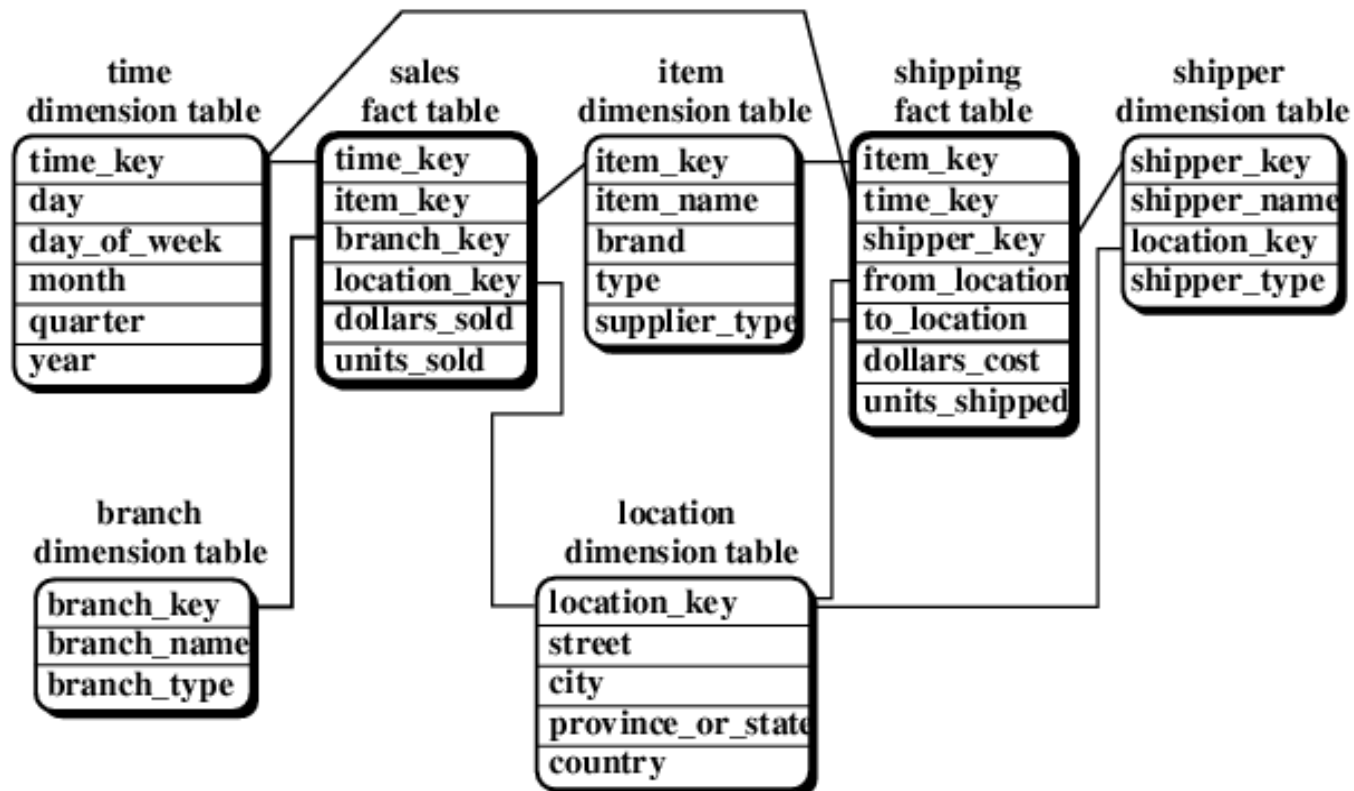 time
dimension table
time_key
day
day_of_week
month
quarter
year
sales
fact table
time_key
item_key
branch_key
location_key
dollars_sold
units_sold
item
dimension table
item_key
item_name
brand
type
supplier_type
shipping
fact table
item_key
time_key
shipper_key
from_location
to_location
dollars_cost
units_shipped
shipper
dimension table
shipper_key
shipper_name
location_key
shipper_type
branch
dimension table
branch_key
branch_name
branch_type
location
dimension table
location_key
street
city
province_or_state
country